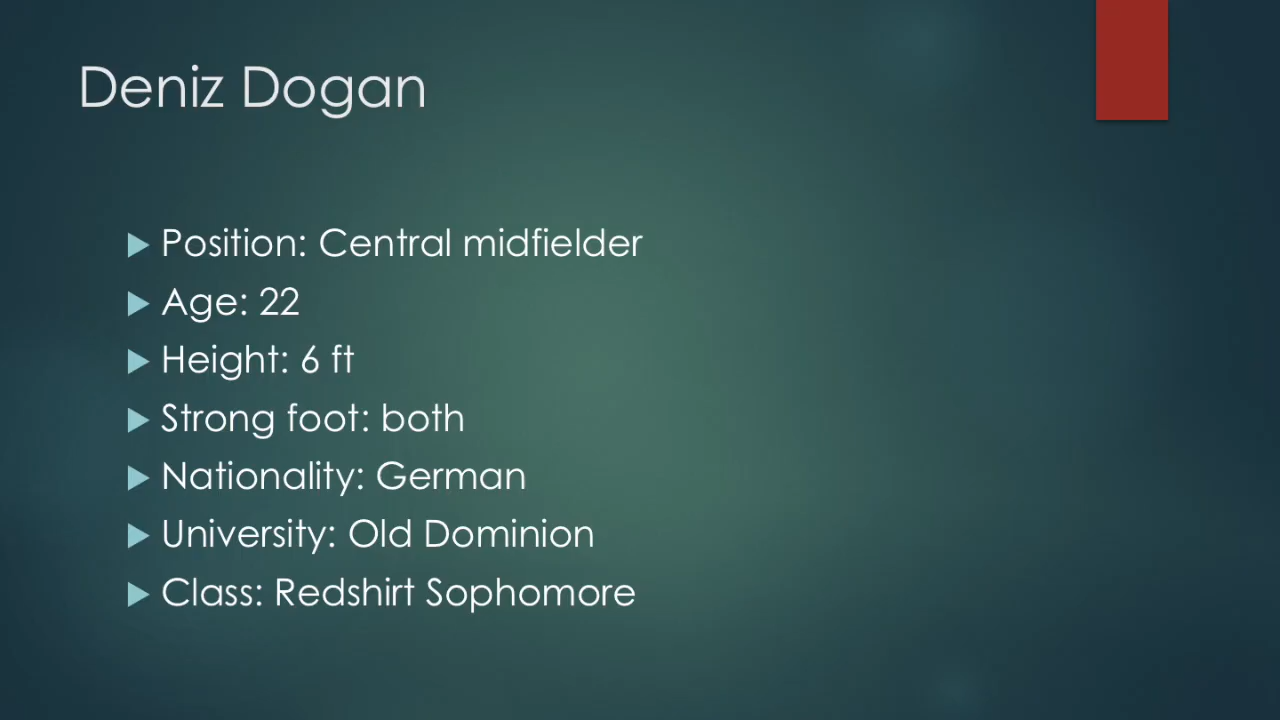 Deniz Dogan
Position: Central midfielder
Age: 22
Height: 6 ft
Strong foot: both
Nationality: German
University: Old Dominion
Class: Redshirt Sophomore